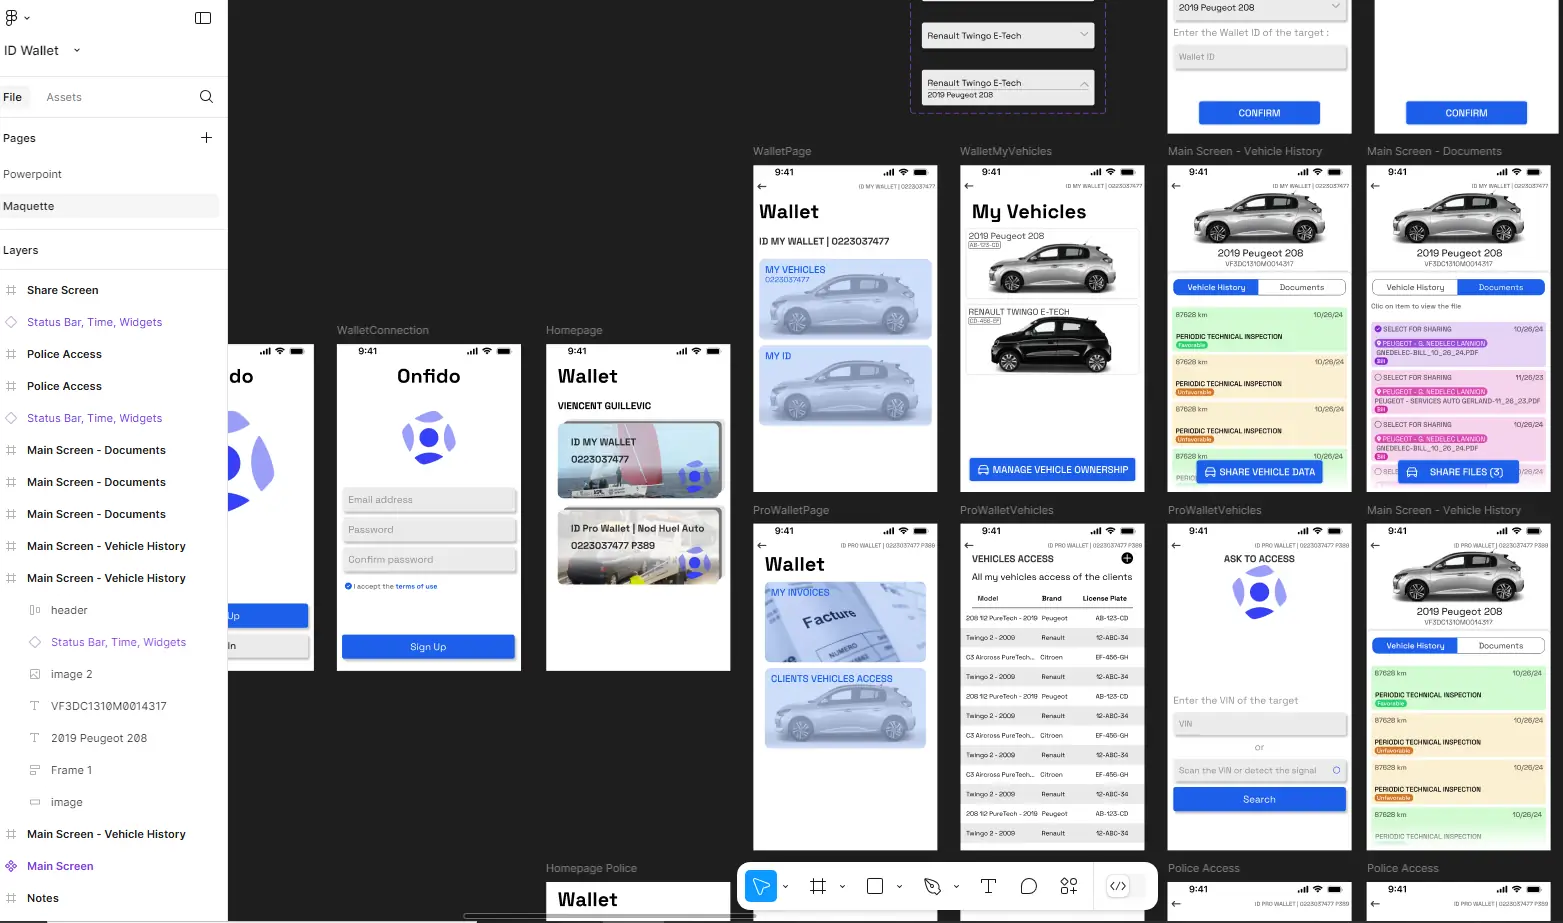 ID Wallet
File
Assets
Pages
Powerpoint
Maquette
Layers
Share Screen
Status Bar, Time, Widgets
Police Access
Police Access
Status Bar, Time, Widgets
Main Screen - Documents
Main Screen - Documents
Main Screen - Documents
Main Screen - Vehicle History
Main Screen - Vehicle History
header
Status Bar, Time, Widgets
image 2
VF3DC1310M0014317
2019 Peugeot 208
Frame 1
image
Main Screen - Vehicle History
Main Screen
Notes
Renault Twingo E-Tech
Renault Twingo E-Tech
2019 Peugeot 208
2019 Peugeot 208
Enter the Wallet ID of the target :
Wallet ID
CONFIRM
CONFIRM
do
Up
In
WalletConnection
9:41
Onfido
Email address
Password
Confirm password
I accept the terms of use
Sign Up
Homepage
9:41
Wallet
VIENCENT GUILLEVIC
ID MY WALLET
0223037477
ID Pro Wallet | Nod Huel Auto
0223037477 P389
WalletPage
9:41
ID MY WALLET | 0223037477
Wallet
ID MY WALLET | 0223037477
MY VEHICLES
0223037477
MY ID
WalletMyVehicles
9:41
ID MY WALLET | 0223037477
My Vehicles
2019 Peugeot 208
AB-123-CD
RENAULT TWINGO E-TECH
CD-456-EF
MANAGE VEHICLE OWNERSHIP
Main Screen - Vehicle History
9:41
ID MY WALLET | 0223037477
2019 Peugeot 208
VF3DC1310M0014317
Vehicle History
Documents
87628 km
10/26/24
PERIODIC TECHNICAL INSPECTION
Favorable
87628 km
10/26/24
PERIODIC TECHNICAL INSPECTION
Unfavorable
87628 km
10/26/24
PERIODIC TECHNICAL INSPECTION
Unfavorable
87628 km
10/26/24
SHARE VEHICLE DATA
Main Screen - Documents
9:41
ID MY WALLET | 0223037477
2019 Peugeot 208
VF3DC1310M0014317
Vehicle History
Documents
Clic on item to view the file
SELECT FOR SHARING
10/26/24
PEUGEOT - G. NEDELEC LANNION
GNEDELEC-BILL_10_26_24.PDF
Bill
SELECT FOR SHARING
11/26/23
PEUGEOT - G. NEDELEC LANNION
PEUGEOT - SERVICES AUTO GERLAND-11_26_23.PDF
Bill
SELECT FOR SHARING
10/26/24
PEUGEOT - G. NEDELEC LANNION
GNEDELEC-BILL_10_26_24.PDF
Bill
SHARE FILES (3)
ProWalletPage
9:41
ID PRO WALLET | 0223037477 P389
Wallet
MY INVOICES
Facture
NUMERO
CLIENTS VEHICLES ACCESS
ProWalletVehicles
9:41
ID PRO WALLET | 0223037477 P389
VEHICLES ACCESS
All my vehicles access of the clients
Model Brand License Plate
208 1.2 PureTech - 2019 Peugeot AB-123-CD
Twingo 2 - 2009 Renault 12-ABC-34
C3 Aircross PureTech... Citroen EF-456-GH
Twingo 2 - 2009 Renault 12-ABC-34
208 1.2 PureTech - 2019 Peugeot AB-123-CD
Twingo 2 - 2009 Renault 12-ABC-34
C3 Aircross PureTech... Citroen EF-456-GH
Twingo 2 - 2009 Renault 12-ABC-34
C3 Aircross PureTech... Citroen EF-456-GH
Twingo 2 - 2009 Renault 12-ABC-34
208 1.2 PureTech - 2019 Peugeot AB-123-CD
Twingo 2 - 2009 Renault 12-ABC-34
ProWalletVehicles
9:41
ID PRO WALLET | 0223037477 P389
ASK TO ACCESS
Enter the VIN of the target
VIN
or
Scan the VIN or detect the signal
Search
Main Screen - Vehicle History
9:41
ID PRO WALLET | 0223037477 P389
2019 Peugeot 208
VF3DC1310M0014317
Vehicle History
Documents
87628 km
10/26/24
PERIODIC TECHNICAL INSPECTION
Favorable
87628 km
10/26/24
PERIODIC TECHNICAL INSPECTION
Unfavorable
87628 km
10/26/24
PERIODIC TECHNICAL INSPECTION
Unfavorable
87628 km
10/26/24
PERIODIC TECHNICAL INSPECTION
Homepage Police
Wallet
Police Access
9:41
ID PRO WALLET | 0223037477 P389
Police Access
9:41
ID PRO WALLET | 0223037477 P389